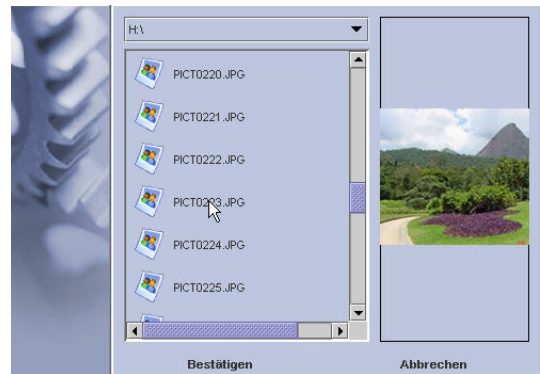 H:\
PICT0220.JPG
PICT0221.JPG
PICT0222.JPG
PICT0223.JPG
PICT0224.JPG
PICT0225.JPG
Bestätigen
Abbrechen